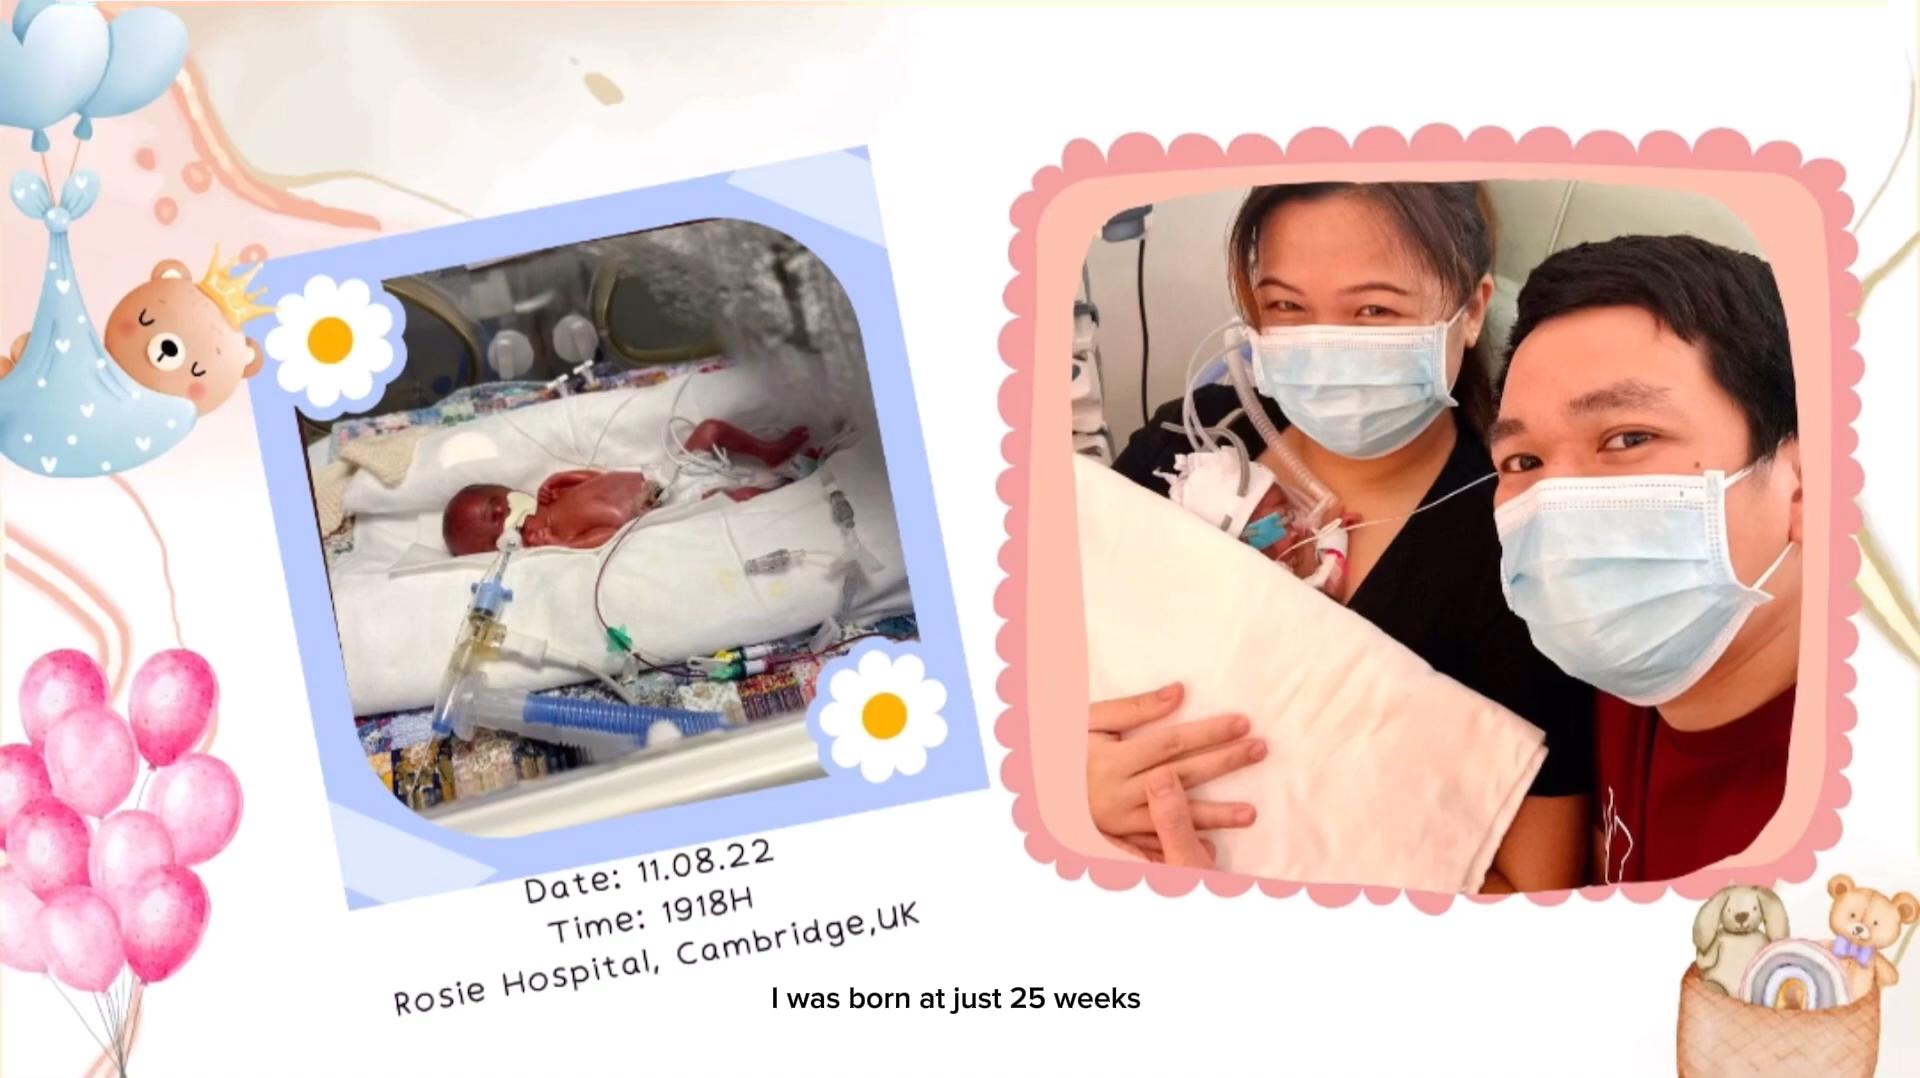 Date: 11.08.22
Time: 1918H
Rosie Hospital, Cambridge,UK
I was born at just 25 weeks